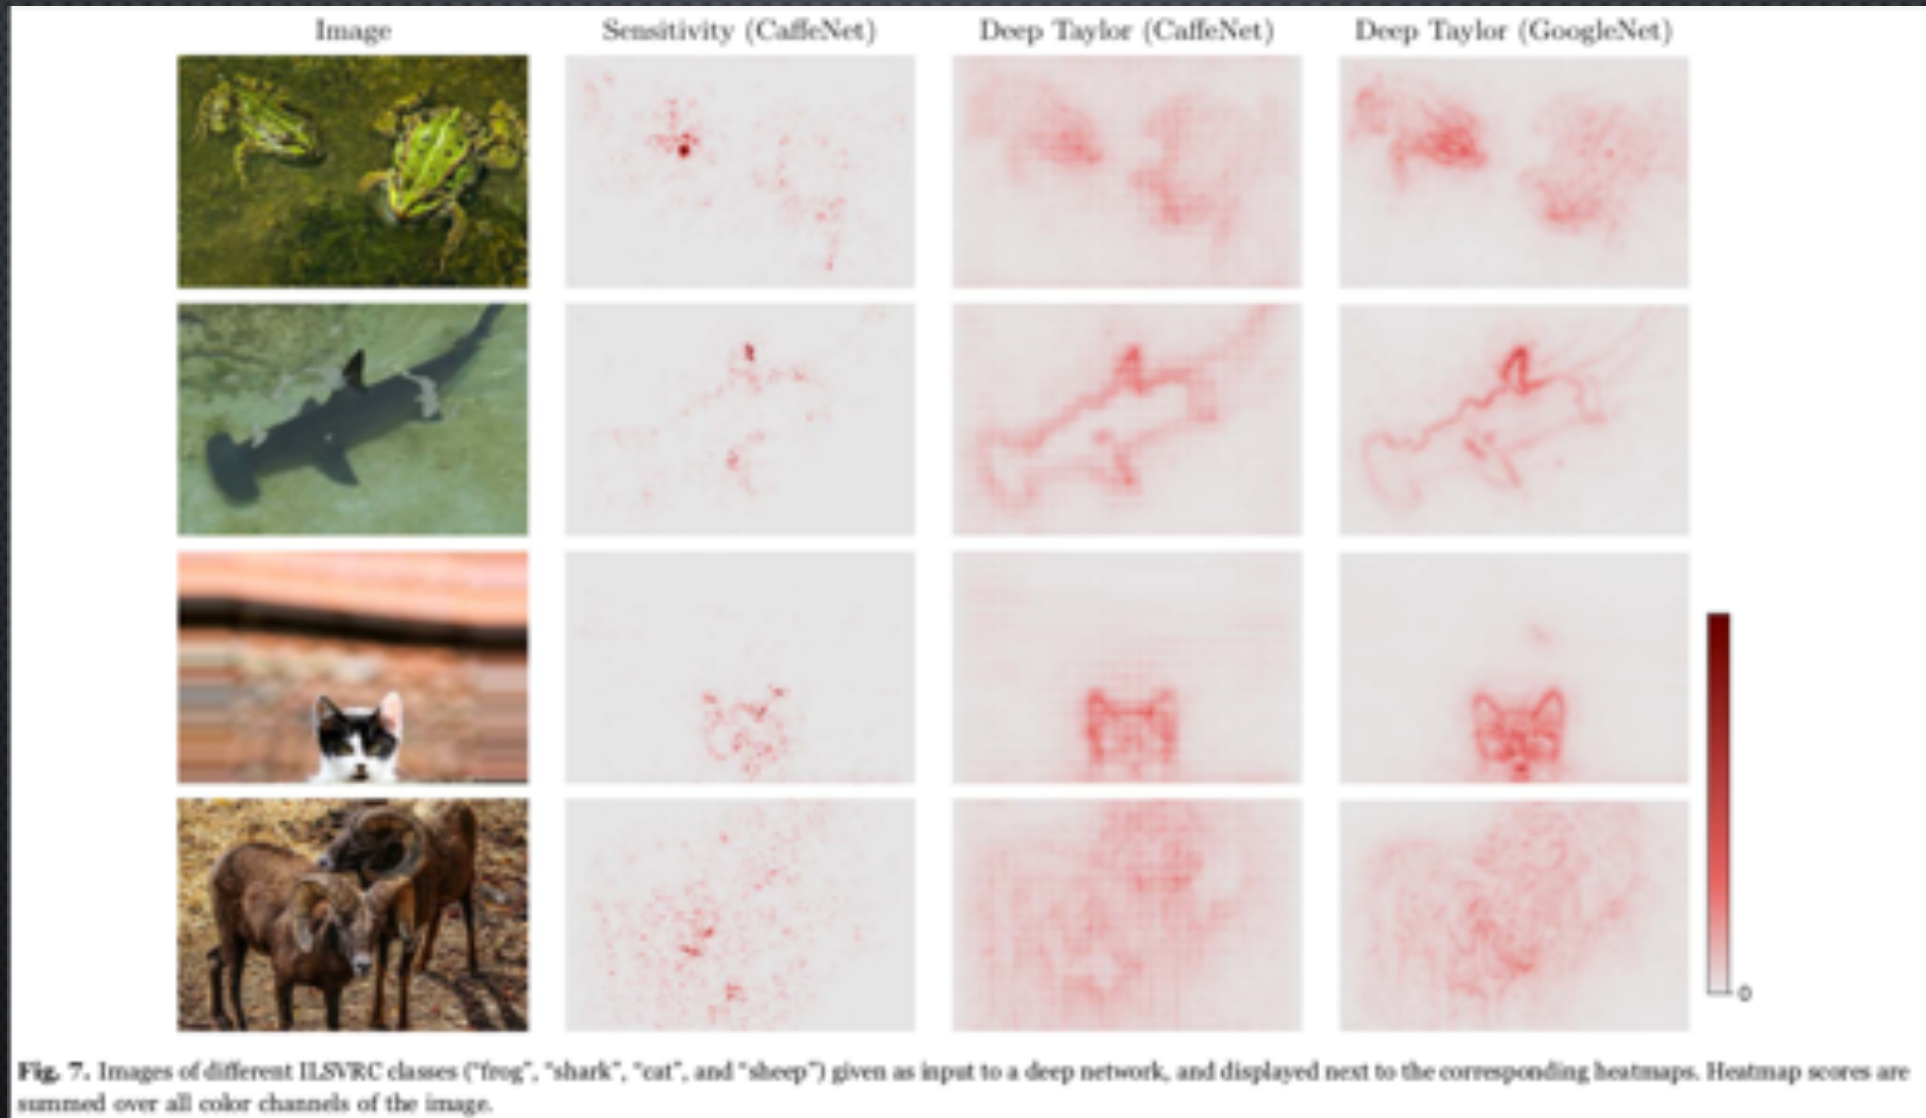 Image Sensitivity (CaffeNet) Deep Taylor (CaffeNet) Deep Taylor (GoogleNet)
0
Fig. 7. Images of different ILSVRC classes ("frog", "shark", "cat", and "sheep") given as input to a deep network, and displayed next to the corresponding heatmaps. Heatmap scores are
summed over all color channels of the image.